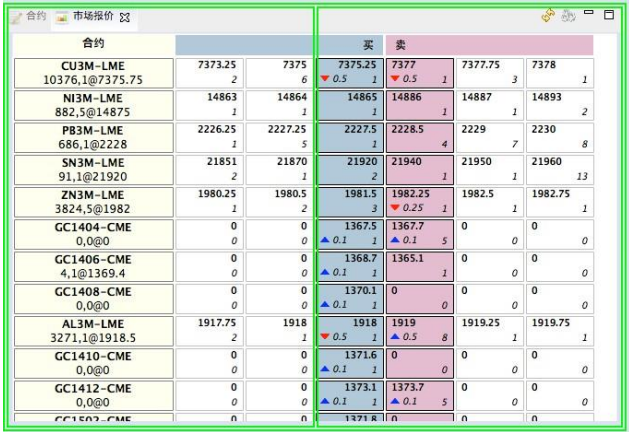 合约 市场报价
合约 买 卖
CU3M-LME 7373.25 7375 7375.25 7377 7377.75 7378
10376,1@7375.75 2 6 0.5 1 0.5 1 3 1
NI3M-LME 14863 14864 14865 14886 14887 14893
882,5@14875 1 1 1 1 1 2
PB3M-LME 2226.25 2227.25 2227.5 2228.5 2229 2230
686,1@2228 1 5 1 4 7 8
SN3M-LME 21851 21870 21920 21940 21950 21960
91,1@21920 2 1 2 1 1 13
ZN3M-LME 1980.25 1980.5 1981.5 1982.25 1982.5 1982.75
3824,5@1982 1 2 3 0.25 1 1 1
GC1404-CME 0 0 1367.5 1367.7 0 0
0,0@0 0 0 0.1 1 0.1 5 0 0
GC1406-CME 0 0 1368.7 1365.1 0 0
4,1@1369.4 0 0 0.1 1 1 0 0
GC1408-CME 0 0 1370.1 0 0 0
0,0@0 0 0 0.1 1 0 0 0
AL3M-LME 1917.75 1918 1918 1919 1919.25 1919.75
3271,1@1918.5 2 1 0.5 1 0.5 8 1 1
GC1410-CME 0 0 1371.6 0 0 0
0,0@0 0 0 0.1 1 0 0 0
GC1412-CME 0 0 1373.1 1373.7 0 0
0,0@0 0 0 0.1 1 0.1 5 0 0
GC1502-CME 0 0 1371.8 0 0 0